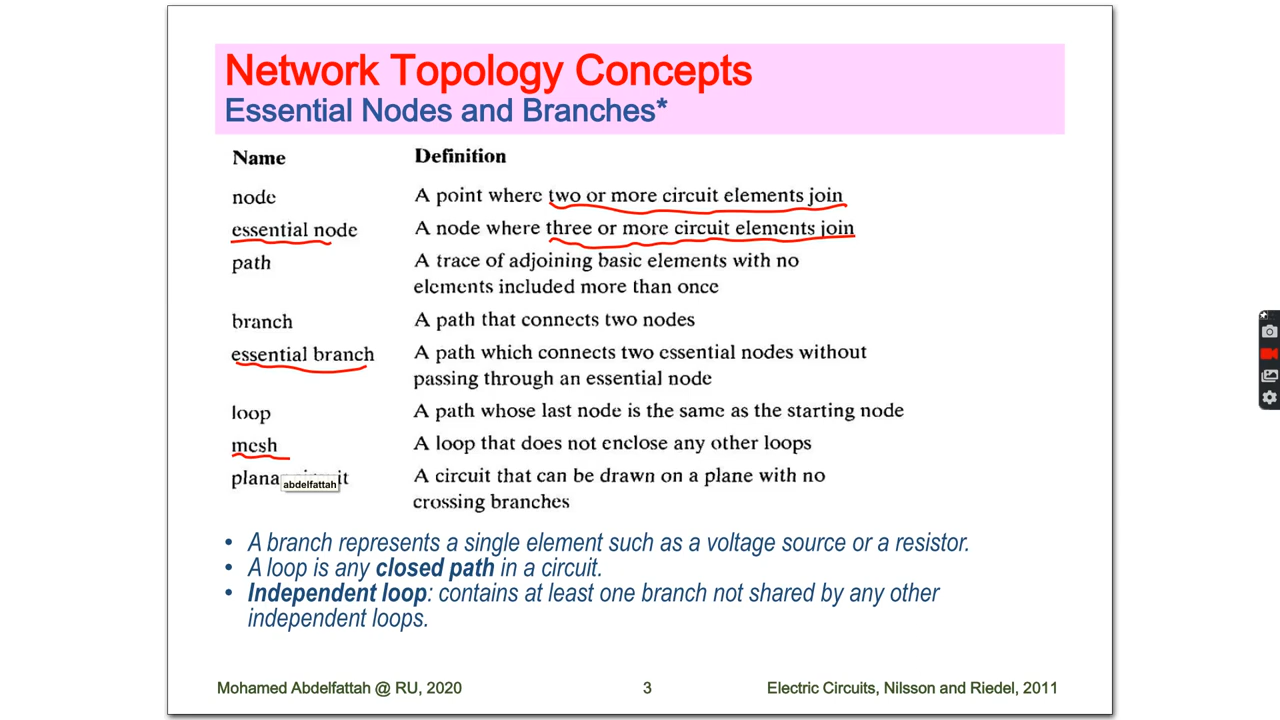 Network Topology Concepts
Essential Nodes and Branches*
Name Definition
node A point where two or more circuit elements join
essential node A node where three or more circuit elements join
path A trace of adjoining basic elements with no
elements included more than once
branch A path that connects two nodes
essential branch A path which connects two essential nodes without
passing through an essential node
loop A path whose last node is the same as the starting node
mesh A loop that does not enclose any other loops
A circuit that can be drawn on a plane with no
abdelfattah
crossing branches
• A branch represents a single element such as a voltage source or a resistor.
• A loop is any closed path in a circuit.
• Independent loop: contains at least one branch not shared by any other
independent loops.
Mohamed Abdelfattah @ RU, 2020 3 Electric Circuits, Nilsson and Riedel, 2011